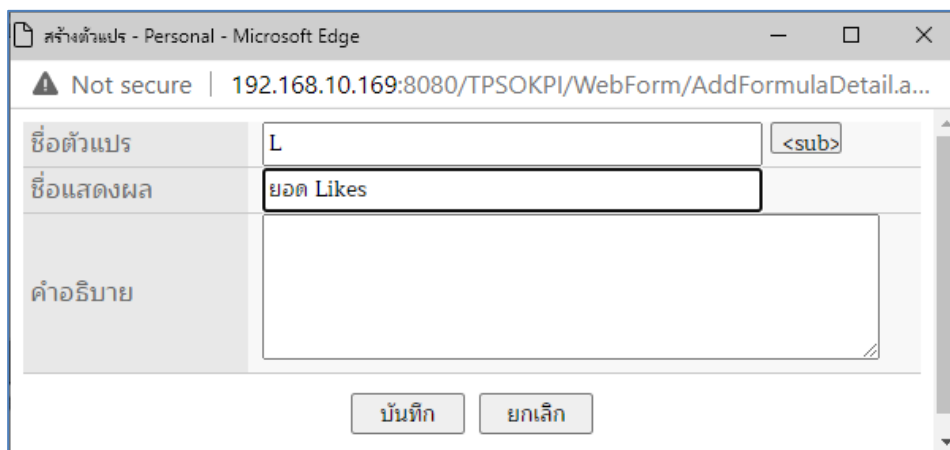 สร้างตัวแปร - Personal - Microsoft Edge
Not secure | 192.168.10.169:8080/TPSOKPI/WebForm/AddFormulaDetail.a...
ชื่อตัวแปร L <sub>
ชื่อแสดงผล ยอด Likes
คำอธิบาย
บันทึก ยกเลิก